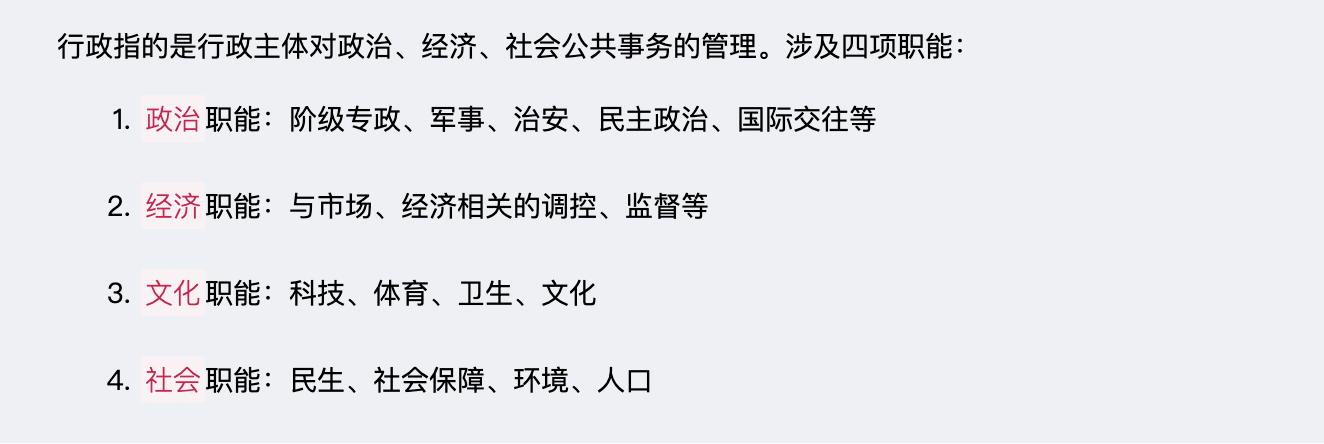 行政指的是行政主体对政治、经济、社会公共事务的管理。涉及四项职能：
1. 政治职能：阶级专政、军事、治安、民主政治、国际交往等
2. 经济职能：与市场、经济相关的调控、监督等
3. 文化职能：科技、体育、卫生、文化
4. 社会职能：民生、社会保障、环境、人口